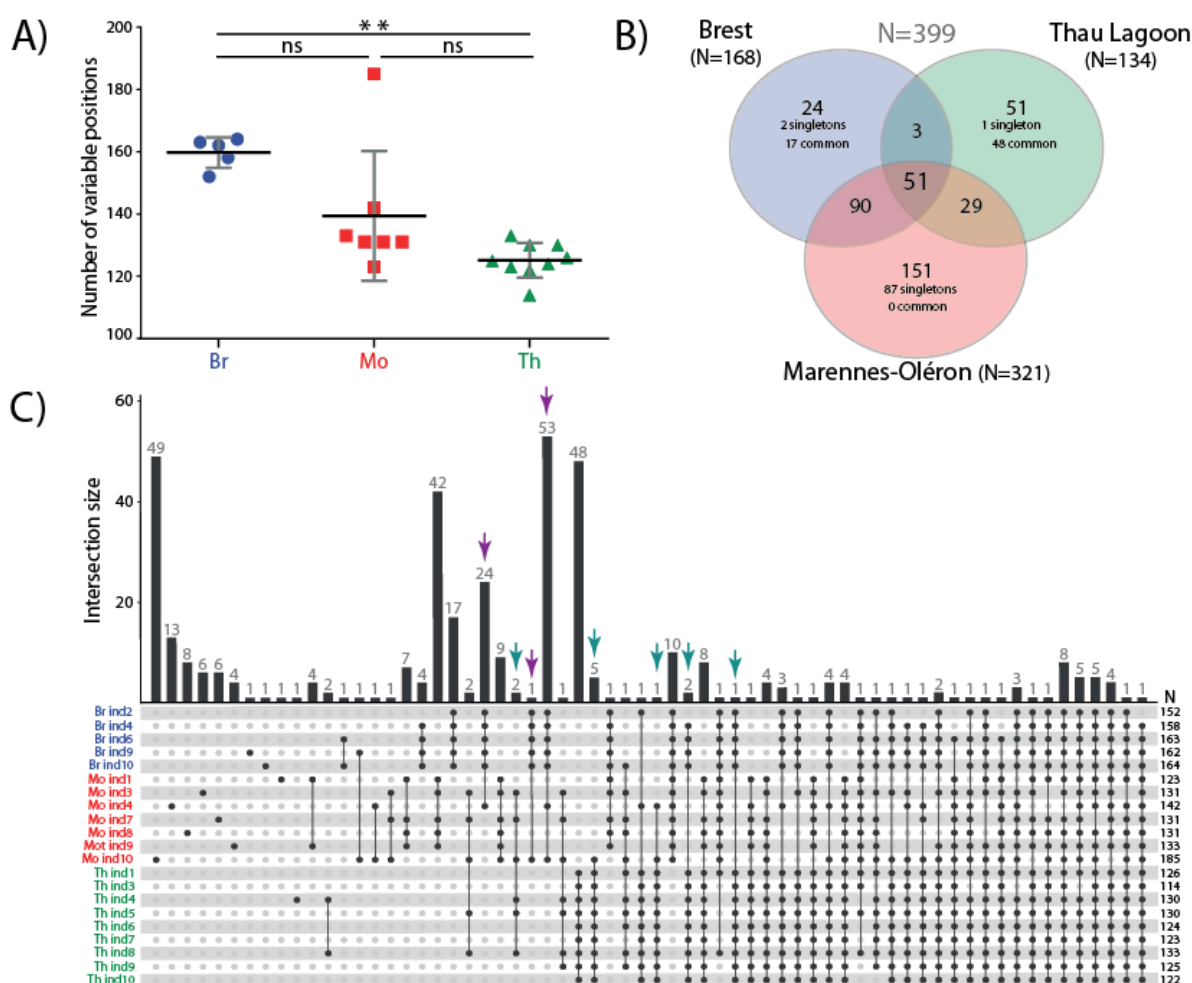 A)
Number of variable positions
200
180
160
140
120
100
**
ns
ns
Br
Mo
Th
B)
Brest
(N=168)
N=399
Thau Lagoon
(N=134)
24
2 singletons
17 common
3
51
1 singleton
48 common
51
90
29
151
87 singletons
0 common
Marennes-Oléron (N=321)
C)
Intersection size
60
40
20
49
13
8
6
6
4
1
1
1
1
4
2
1
1
1
1
7
4
42
17
2
24
9
2
1
53
1
48
5
1
1
1
1
10
2
8
1
1
1
4
3
1
1
4
4
1
1
1
1
1
2
1
1
1
1
3
1
1
8
5
5
4
1
1
N
Br ind2 152
Br ind4 158
Br ind6 163
Br ind9 162
Br ind10 164
Mo ind1 123
Mo ind3 131
Mo ind4 142
Mo ind7 131
Mo ind8 131
Mot ind9 133
Mo ind10 185
Th ind1 126
Th ind3 114
Th ind4 130
Th ind5 130
Th ind6 124
Th ind7 123
Th ind8 133
Th ind9 125
Th ind10 122